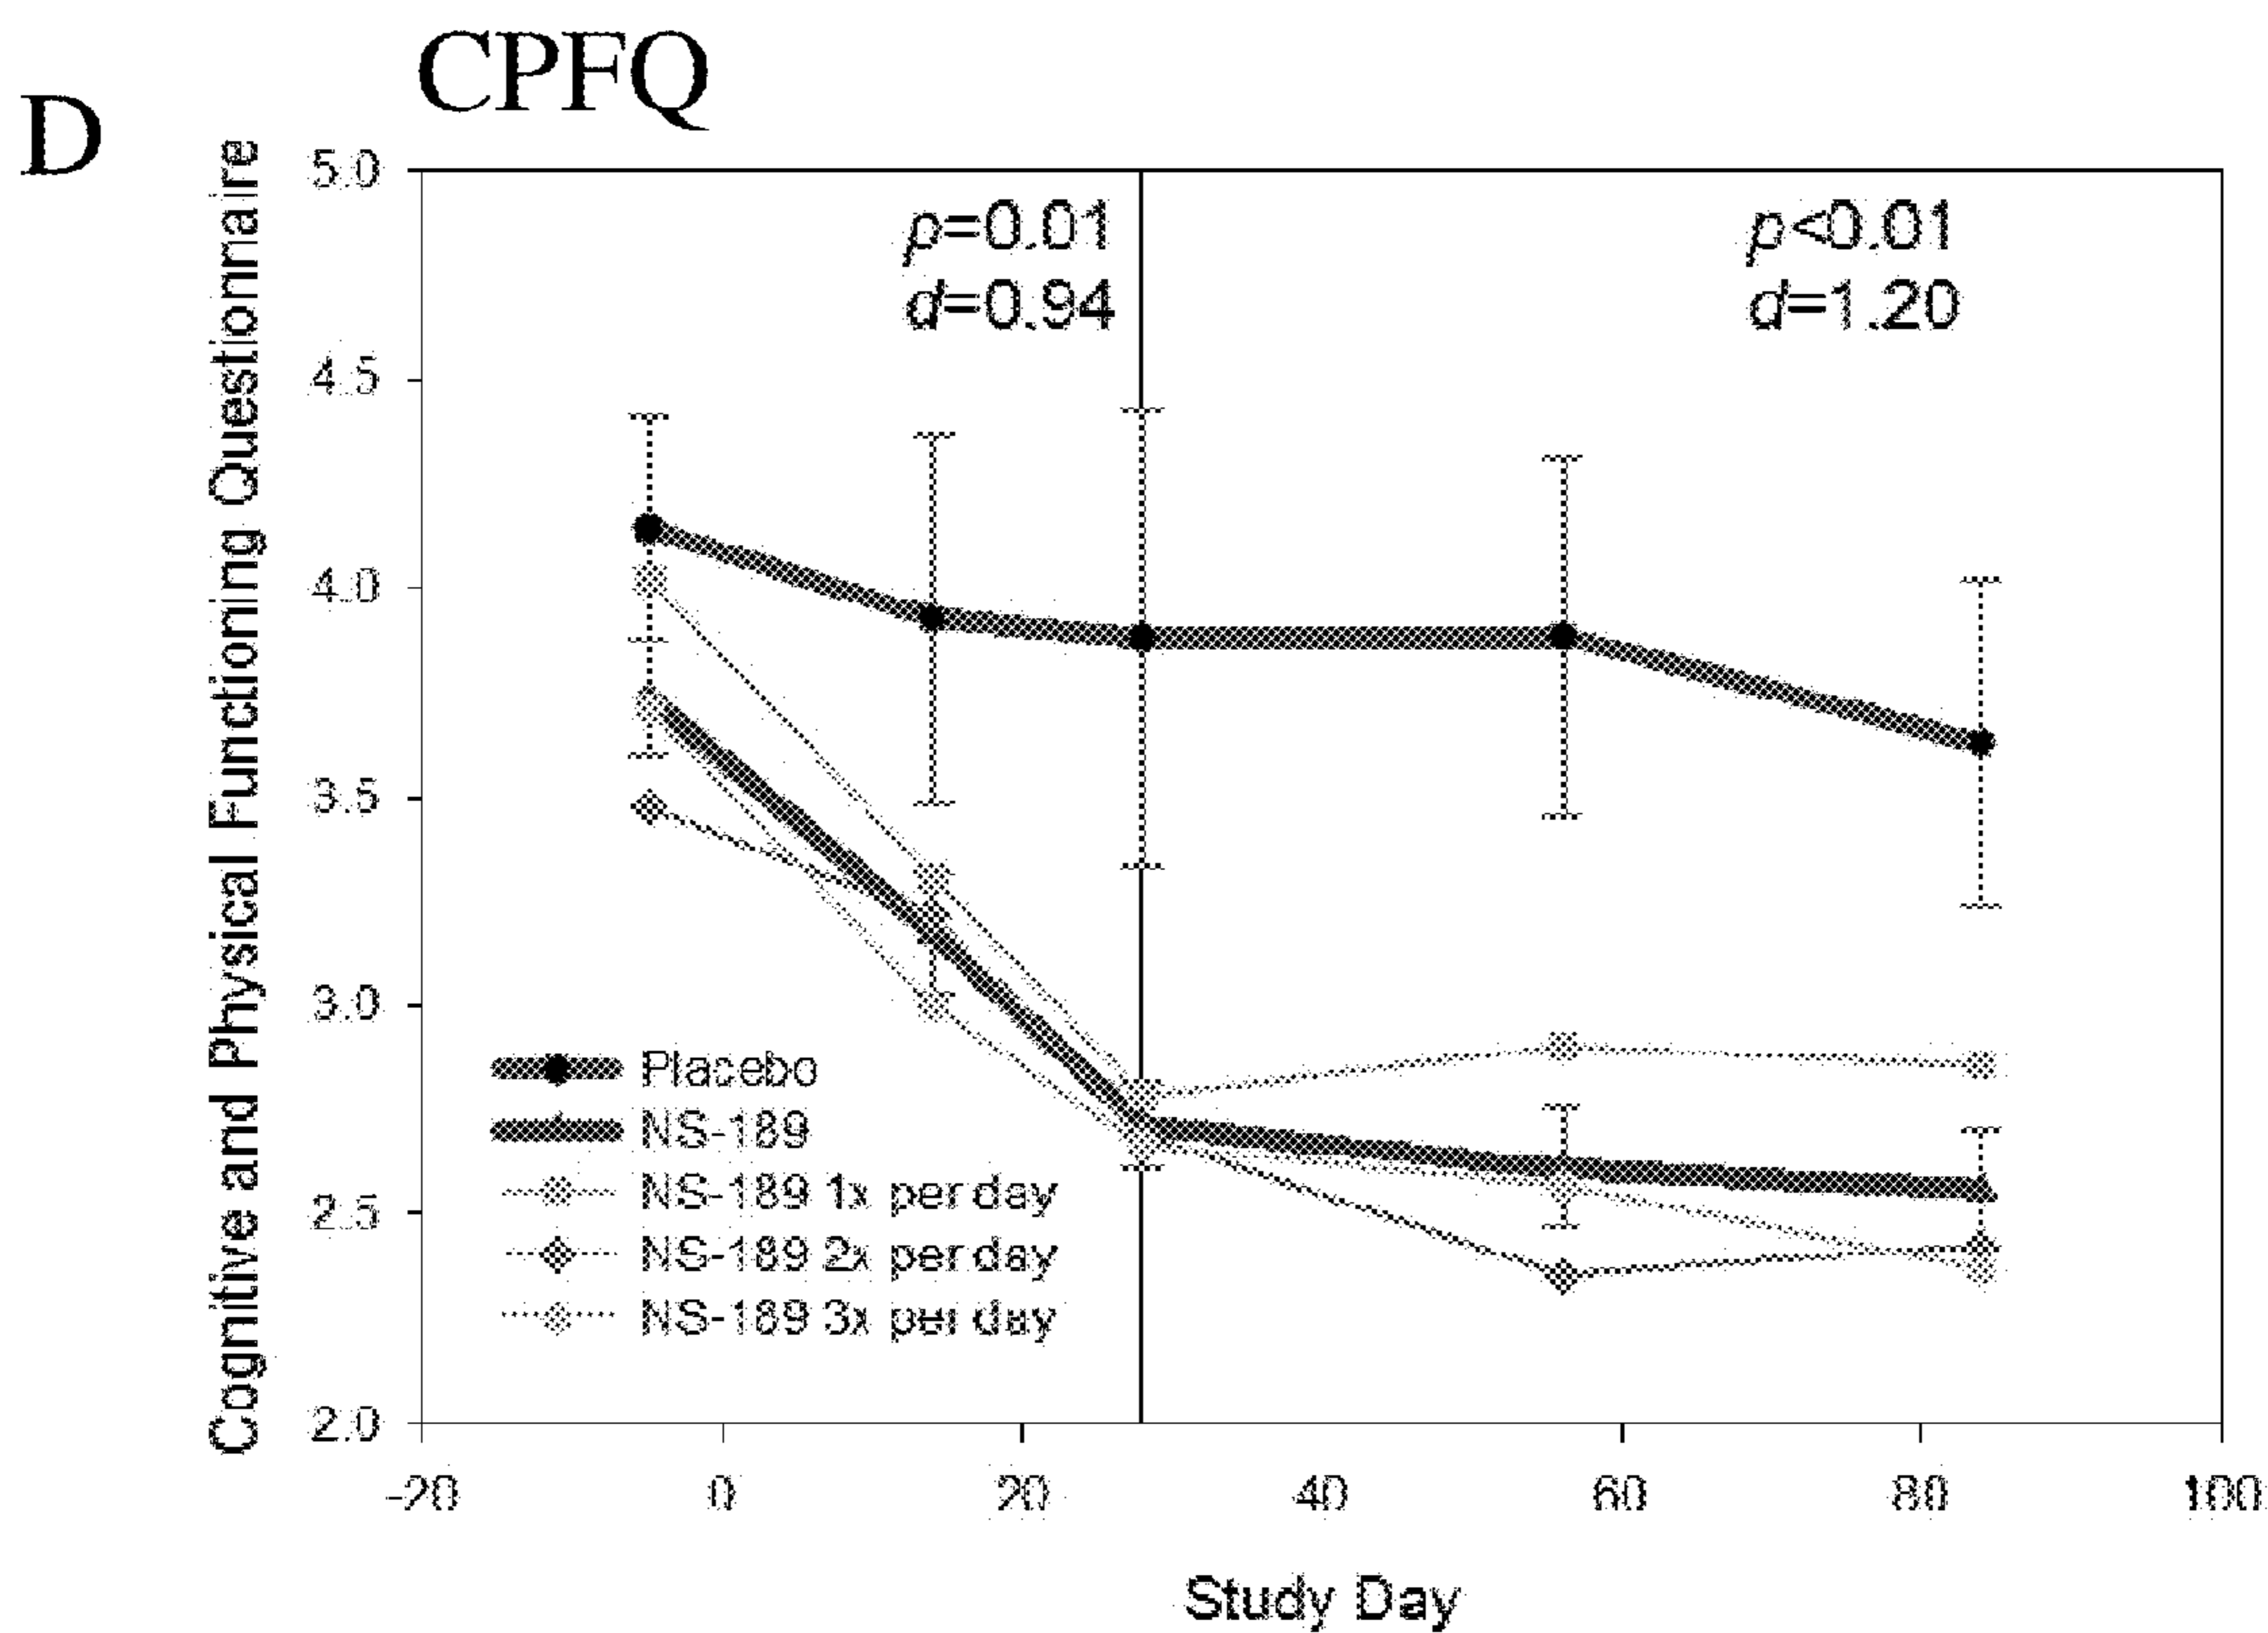 CPFQ
D
Cognitive and Physical Functioning Questionnaire
5.0
4.5
4.0
3.5
3.0
2.5
2.0
p=0.01
d=0.94
p<0.01
d=1.20
Placebo
NS-189
NS-189 1x per day
NS-189 2x per day
NS-189 3x per day
-20 0 20 40 60 80 100
Study Day